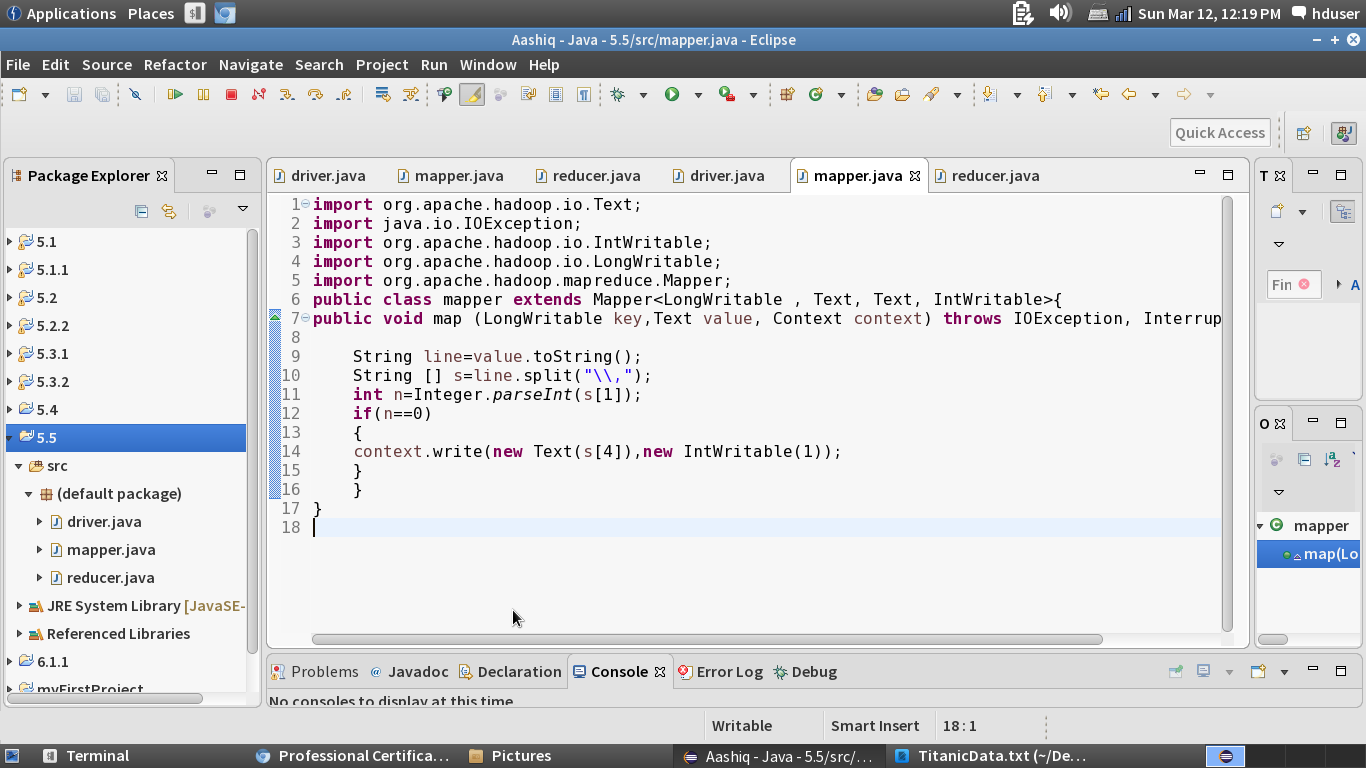 Applications Places Sun Mar 12, 12:19 PM hduser
Aashiq - Java - 5.5/src/mapper.java - Eclipse
File Edit Source Refactor Navigate Search Project Run Window Help
Quick Access
Package Explorer
driver.java mapper.java reducer.java driver.java mapper.java reducer.java
T
5.1
5.1.1
5.2
5.2.2
5.3.1
5.3.2
5.4
5.5
src
(default package)
driver.java
mapper.java
reducer.java
JRE System Library [JavaSE-
Referenced Libraries
6.1.1
myFirstProject
1 import org.apache.hadoop.io.Text;
2 import java.io.IOException;
3 import org.apache.hadoop.io.IntWritable;
4 import org.apache.hadoop.io.LongWritable;
5 import org.apache.hadoop.mapreduce.Mapper;
6 public class mapper extends Mapper<LongWritable , Text, Text, IntWritable>{
7 public void map (LongWritable key,Text value, Context context) throws IOException, Interrup
8
9 String line=value.toString();
10 String [] s=line.split("\\,");
11 int n=Integer.parseInt(s[1]);
12 if(n==0)
13 {
14 context.write(new Text(s[4]),new IntWritable(1));
15 }
16 }
17 }
18
Fin A
O
mapper
map(Lo
Problems Javadoc Declaration Console Error Log Debug
No consoles to display at this time.
Writable Smart Insert 18 : 1
Terminal Professional Certifica... Pictures Aashiq - Java - 5.5/src/... TitanicData.txt (~/De...